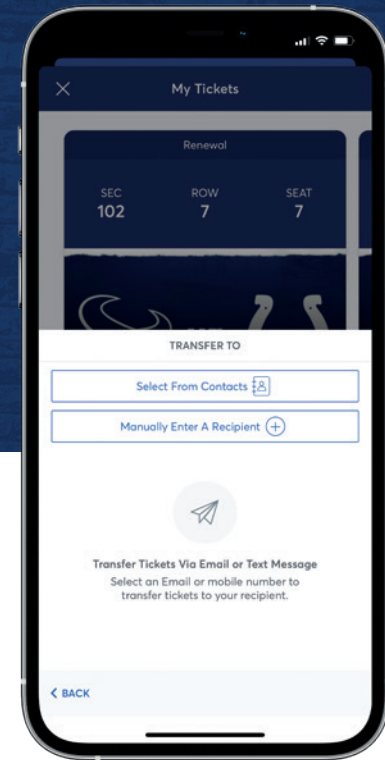 My Tickets
Renewal
SEC
ROW
SEAT
102
7
7
TRANSFER TO
Select From Contacts
Manually Enter A Recipient
Transfer Tickets Via Email or Text Message
Select an Email or mobile number to
transfer tickets to your recipient.
BACK